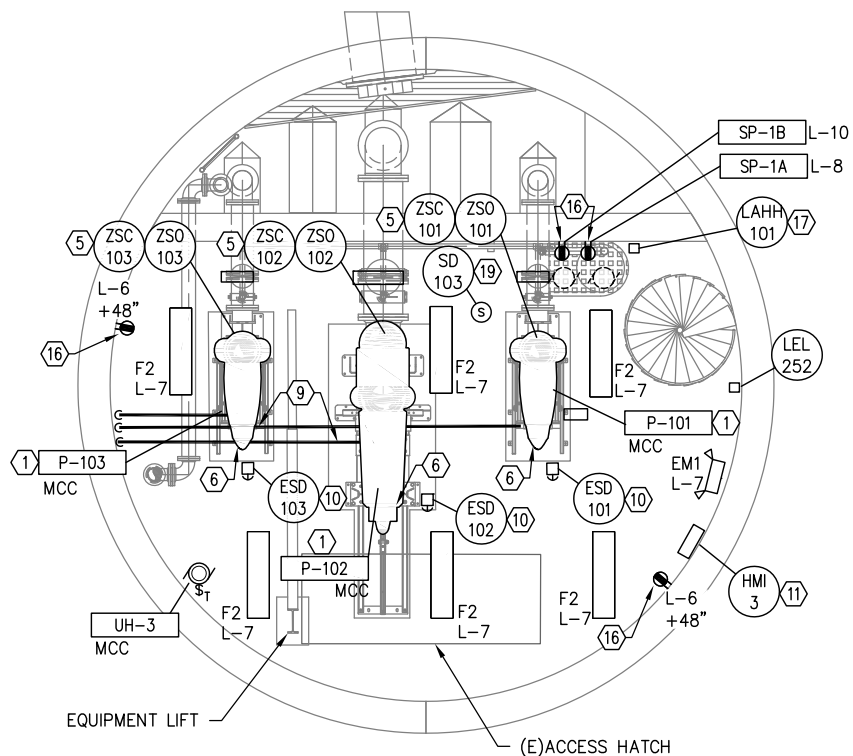 SP-1B L-10
SP-1A L-8
16
LAHH
101
17
5
ZSC
103
ZSO
103
5
ZSC
102
ZSO
102
5
ZSC
101
ZSO
101
SD
103
19
S
L-6
+48"
16
F2
L-7
F2
L-7
F2
L-7
LEL
252
9
P-101 1
MCC
1 P-103
MCC
6
6
6
EM1
L-7
ESD
103
10
ESD
102
10
ESD
101
10
1
P-102
MCC
HMI
3
11
$T
UH-3
MCC
F2
L-7
F2
L-7
F2
L-7
L-6
+48"
16
EQUIPMENT LIFT
(E)ACCESS HATCH